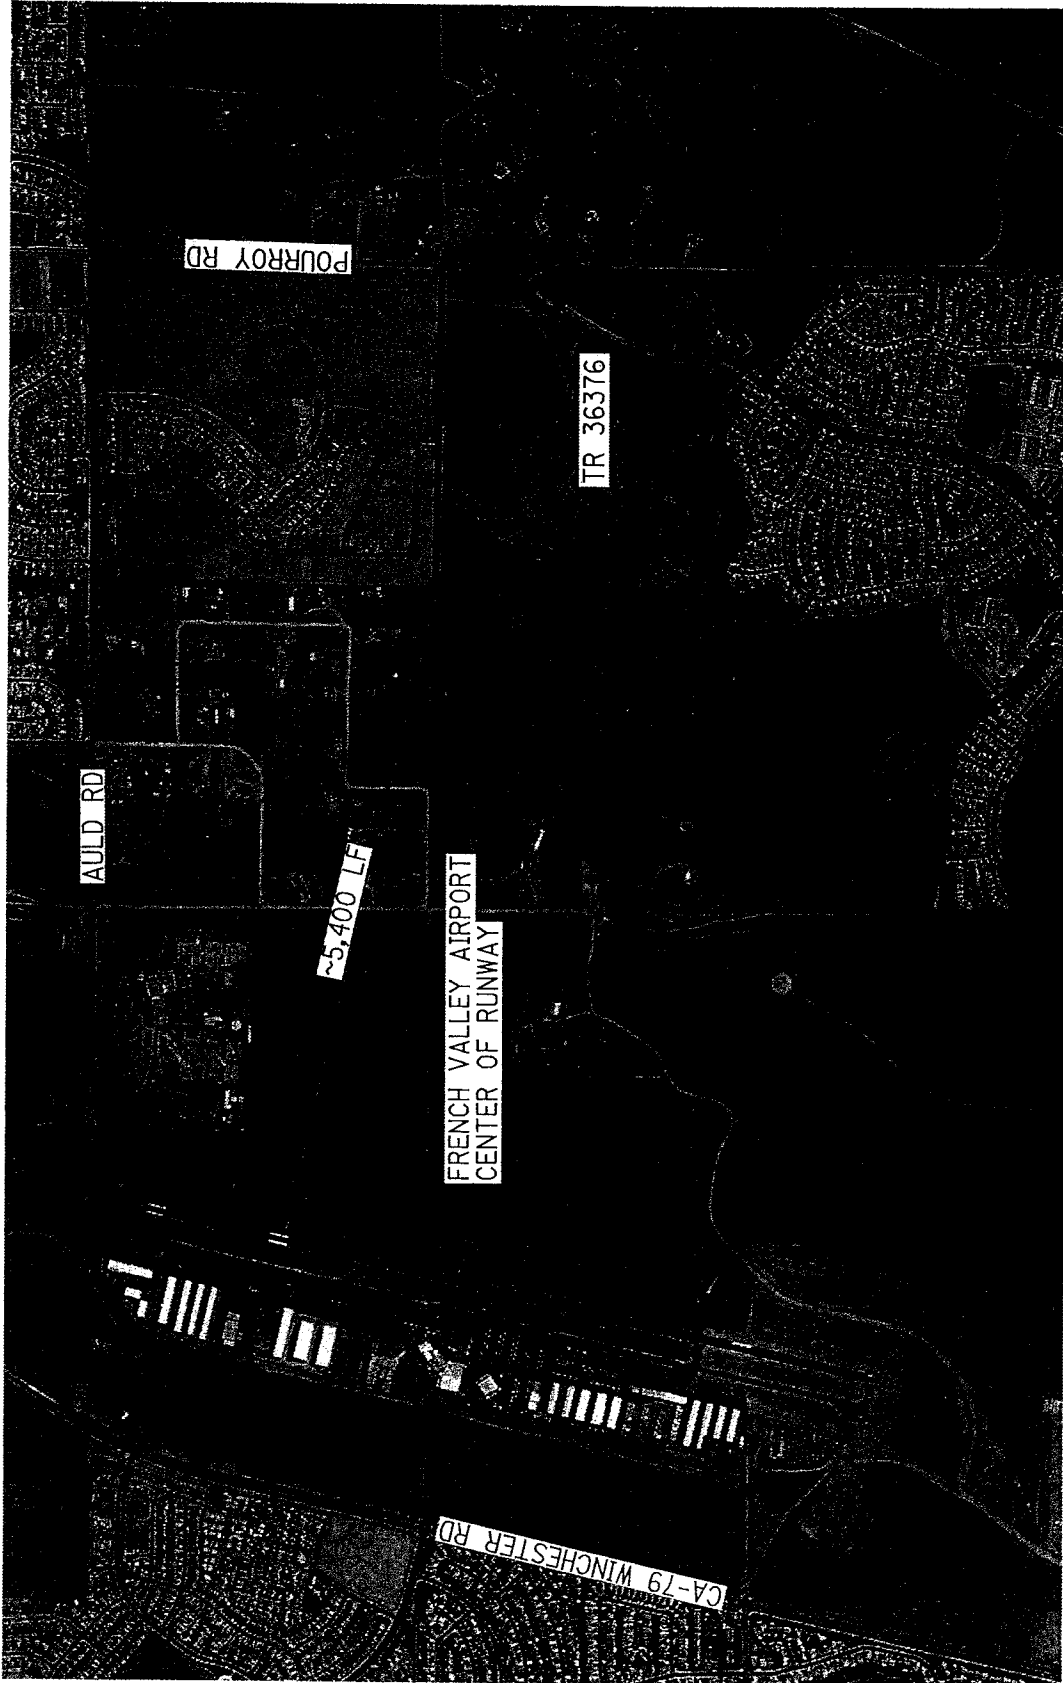 POURROY RD
TR 36376
AULD RD
~5,400 LF
FRENCH VALLEY AIRPORT
CENTER OF RUNWAY
CA-79 WINCHESTER RD